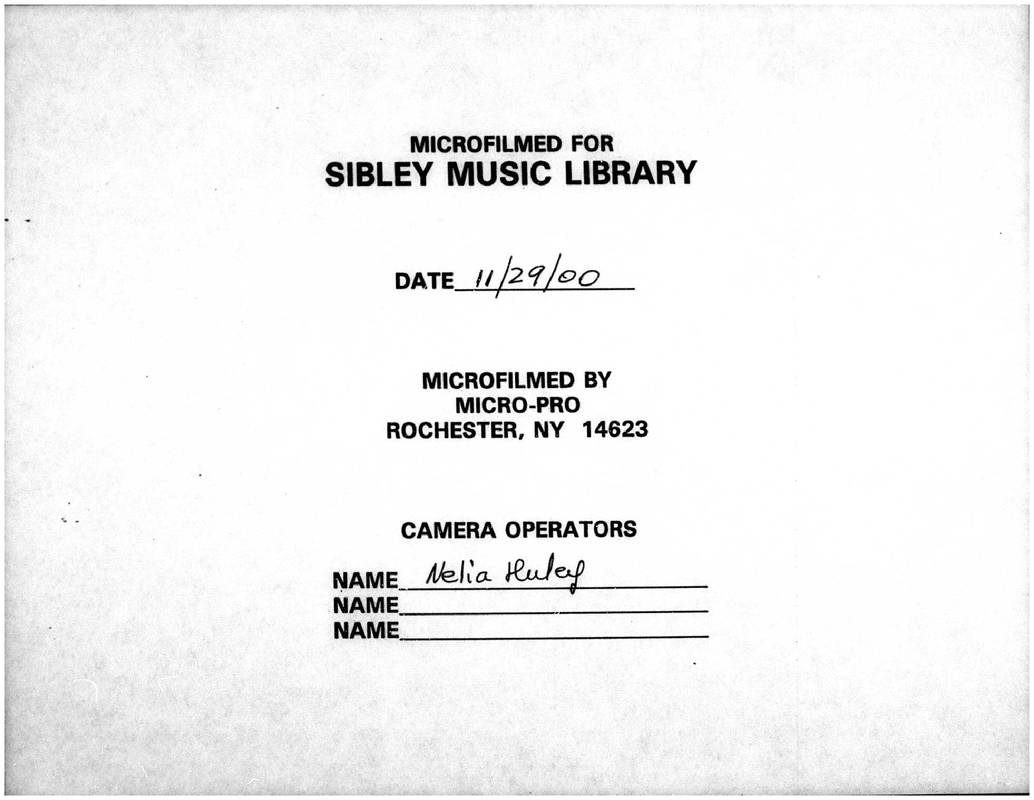 MICROFILMED FOR
SIBLEY MUSIC LIBRARY
DATE 11/29/00
MICROFILMED BY
MICRO-PRO
ROCHESTER, NY 14623
CAMERA OPERATORS
NAME Nelia
NAME
NAME